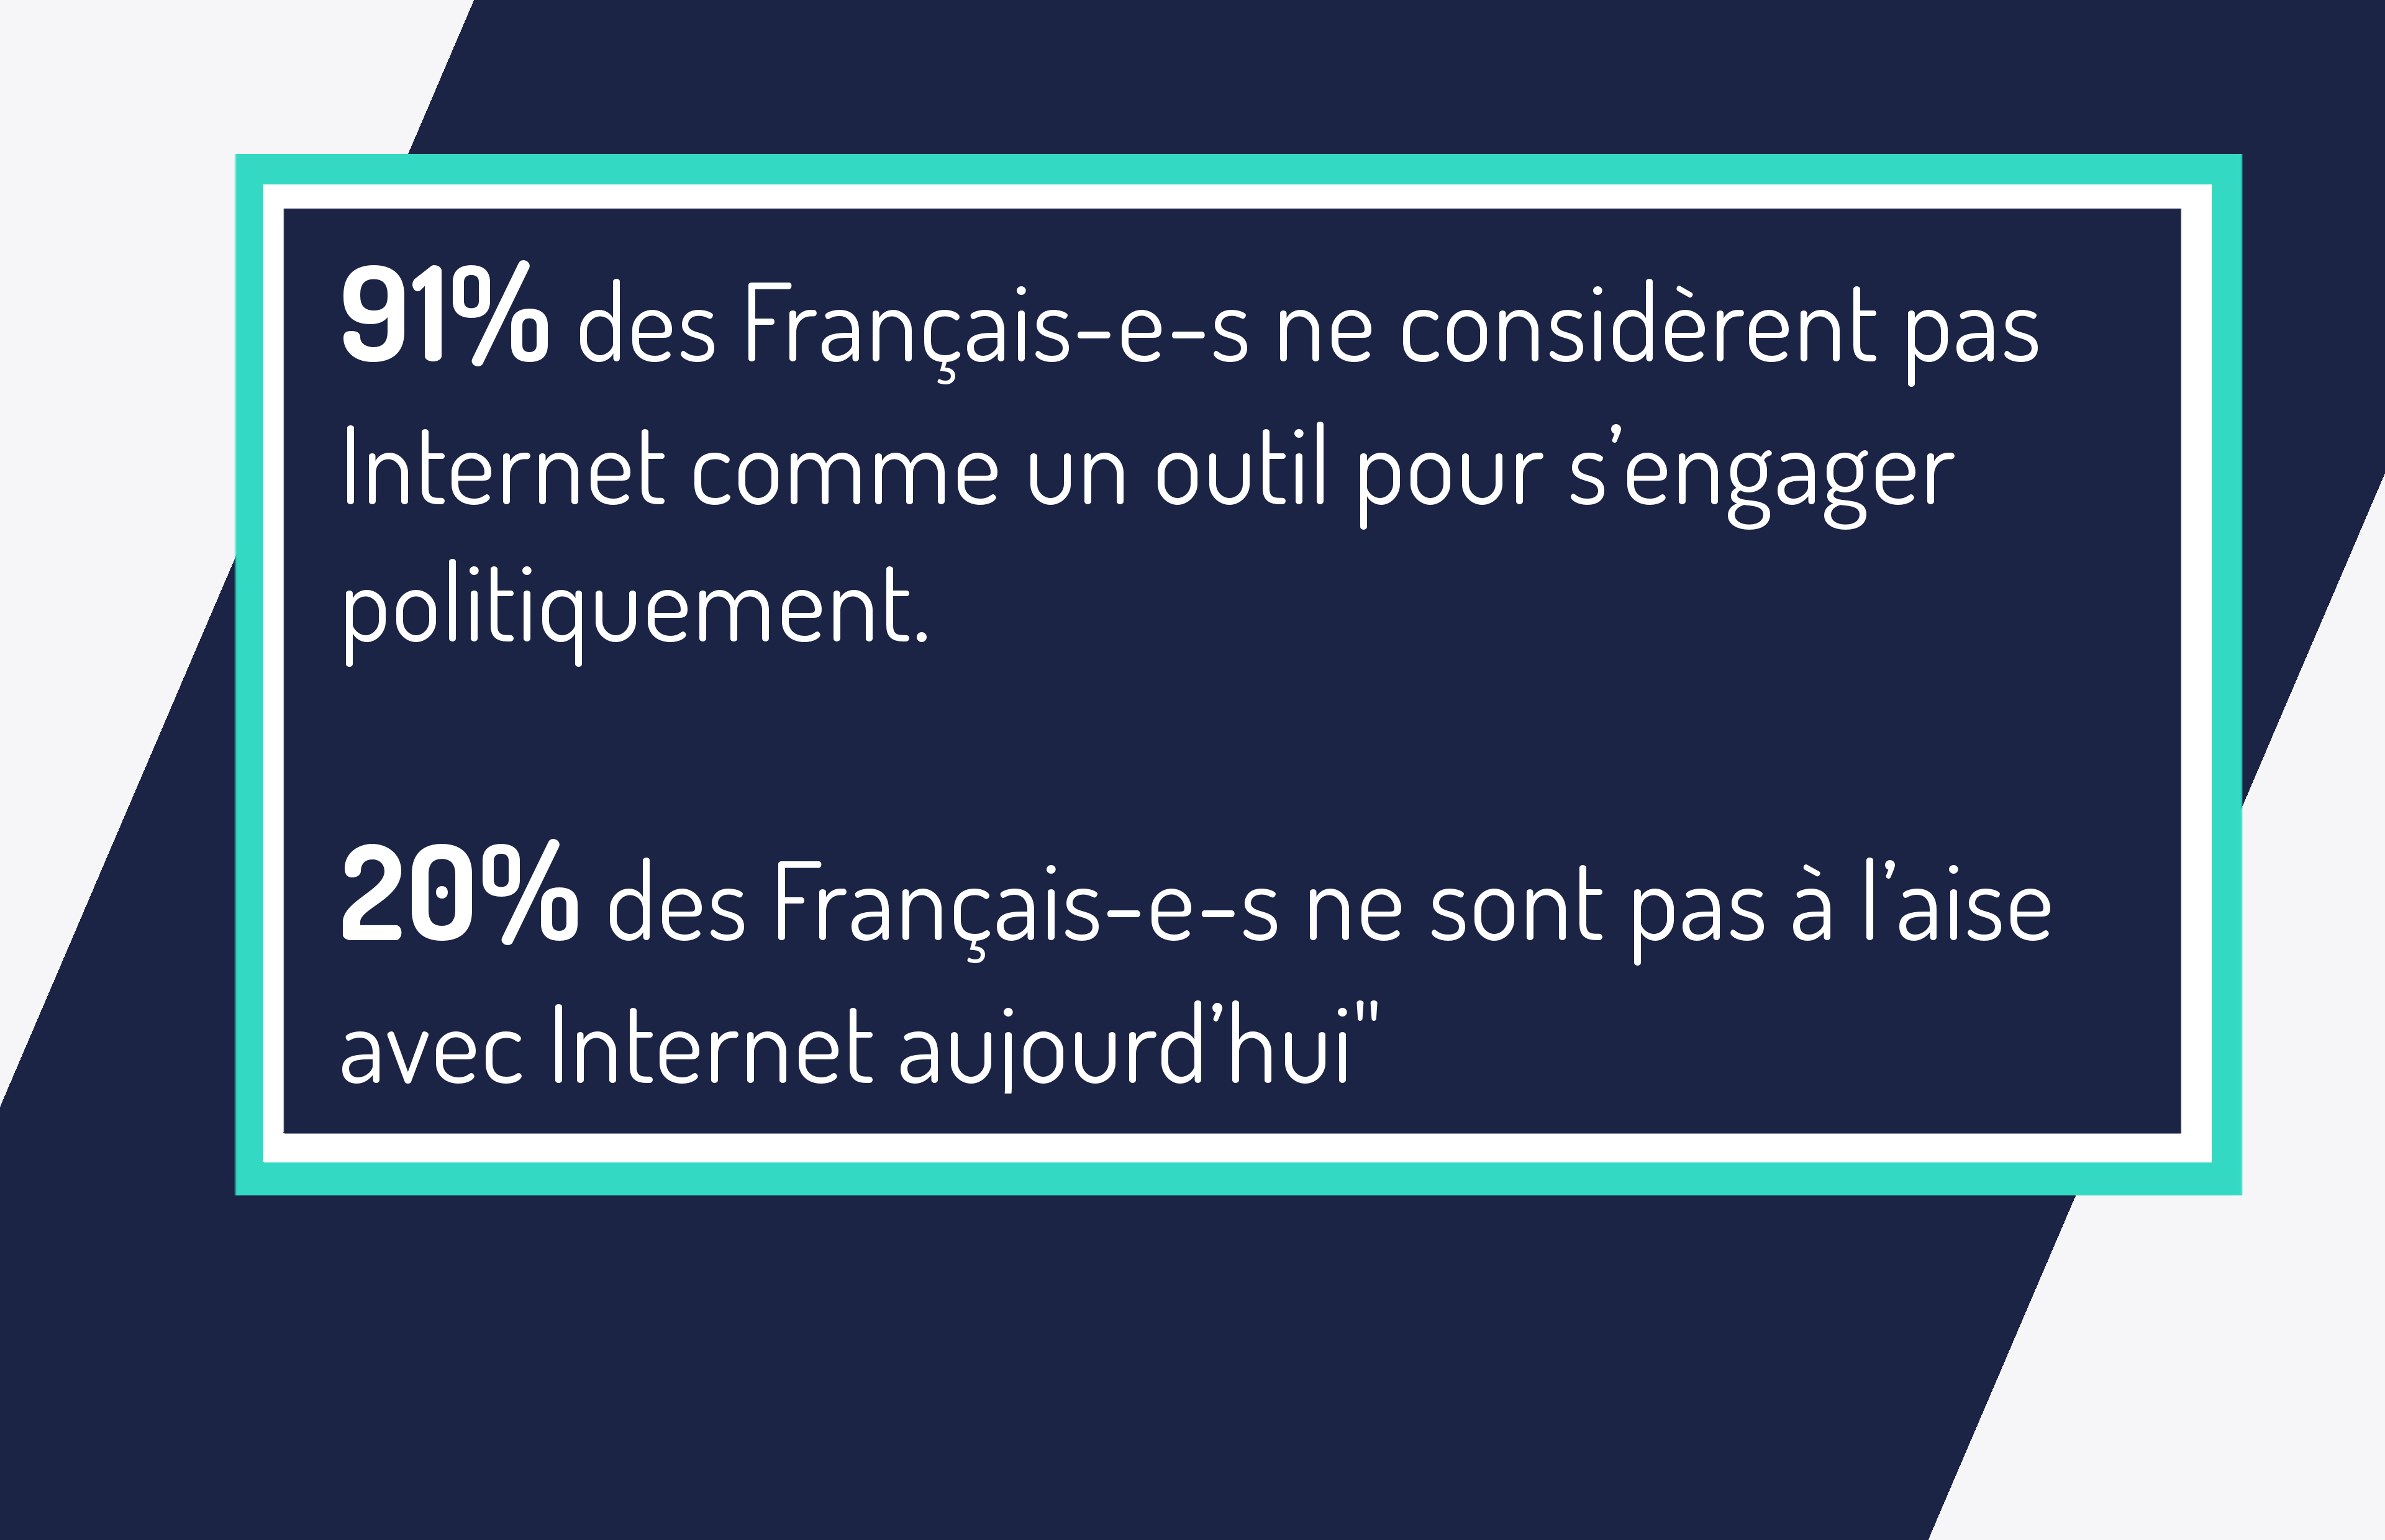 91% des Français-e-s ne considèrent pas
Internet comme un outil pour s’engager
politiquement.
20% des Français-e-s ne sont pas à l’aise
avec Internet aujourd’hui"